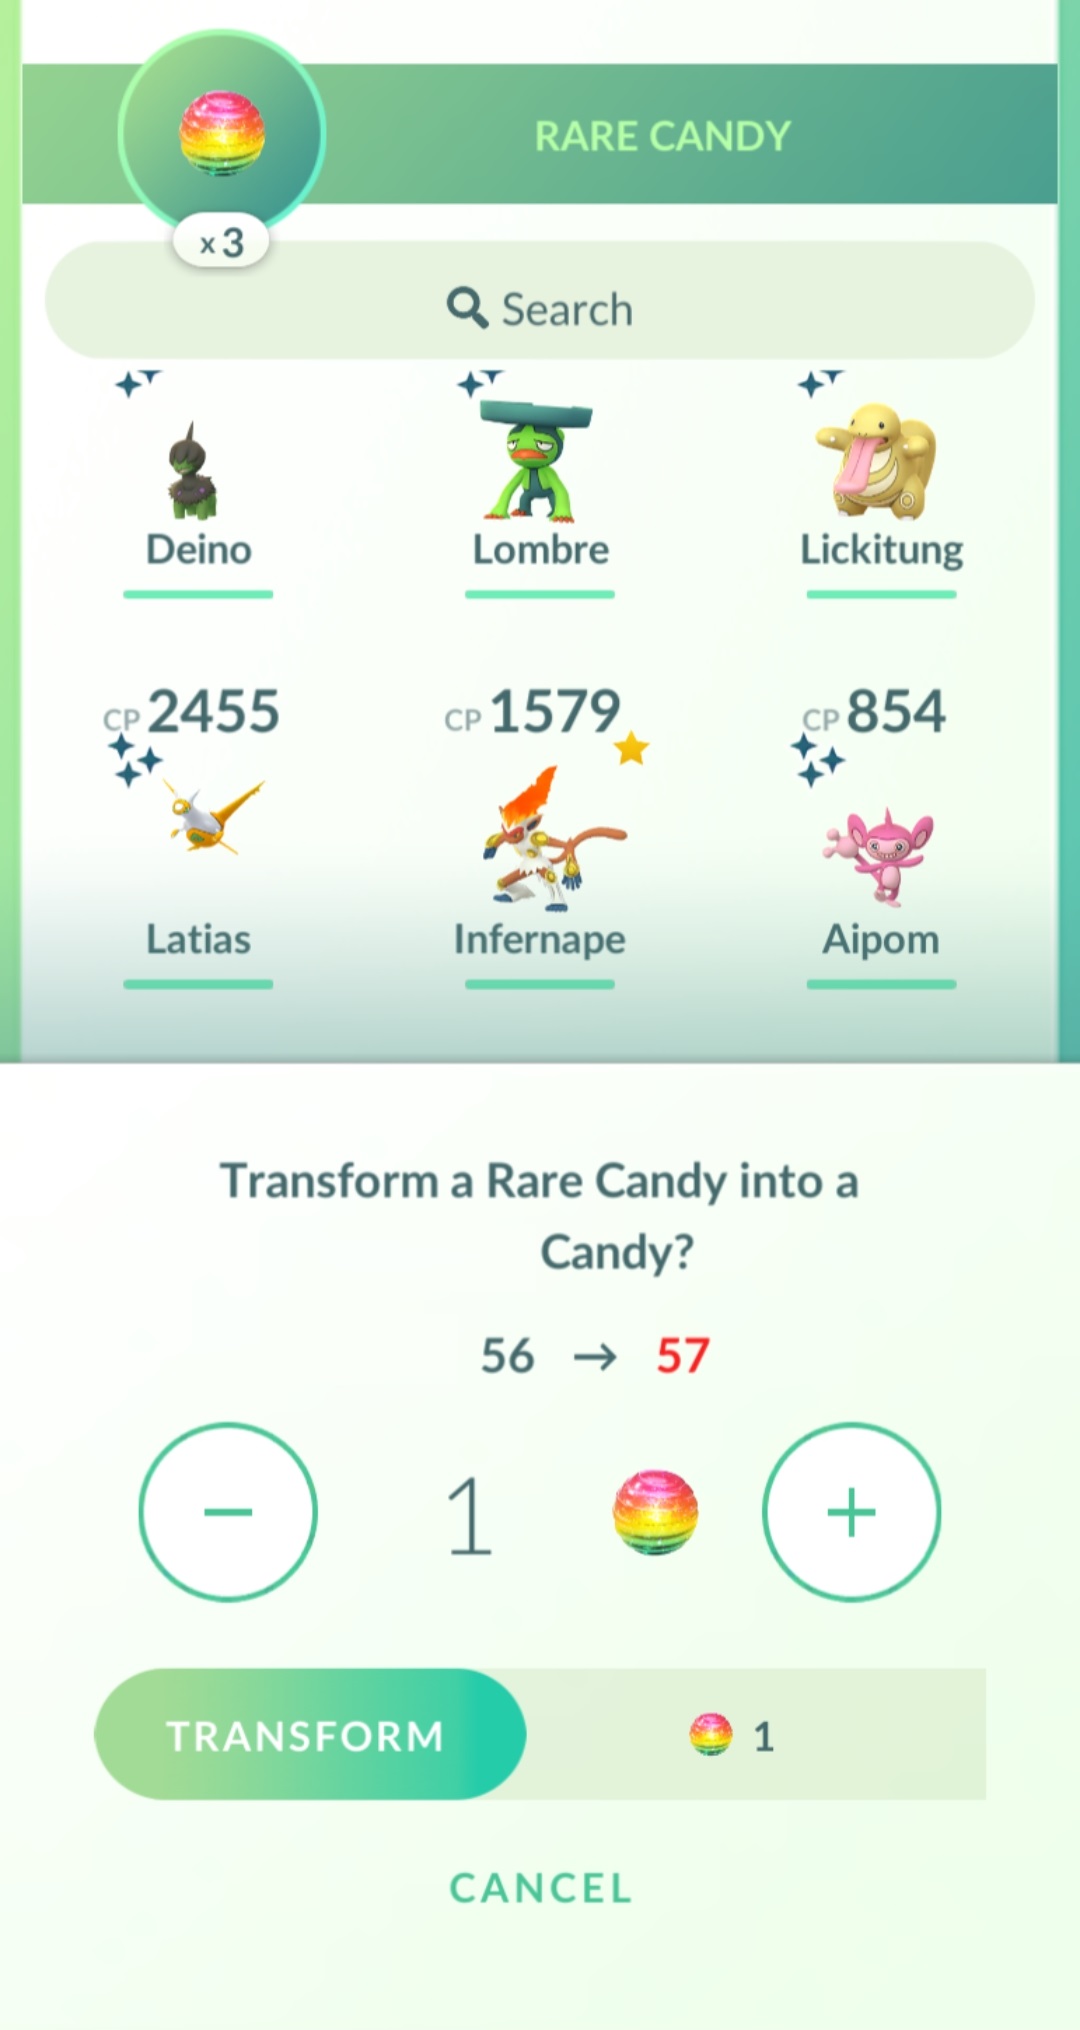 RARE CANDY
x3
Search
Deino Lombre Lickitung
CP 2455 CP 1579 CP 854
Latias Infernape Aipom
Transform a Rare Candy into a
Candy?
56 → 57
− 1 +
TRANSFORM 1
CANCEL